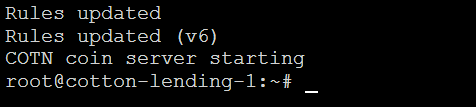 Rules updated
Rules updated (v6)
COTN coin server starting
root@cotton-lending-1:~# _